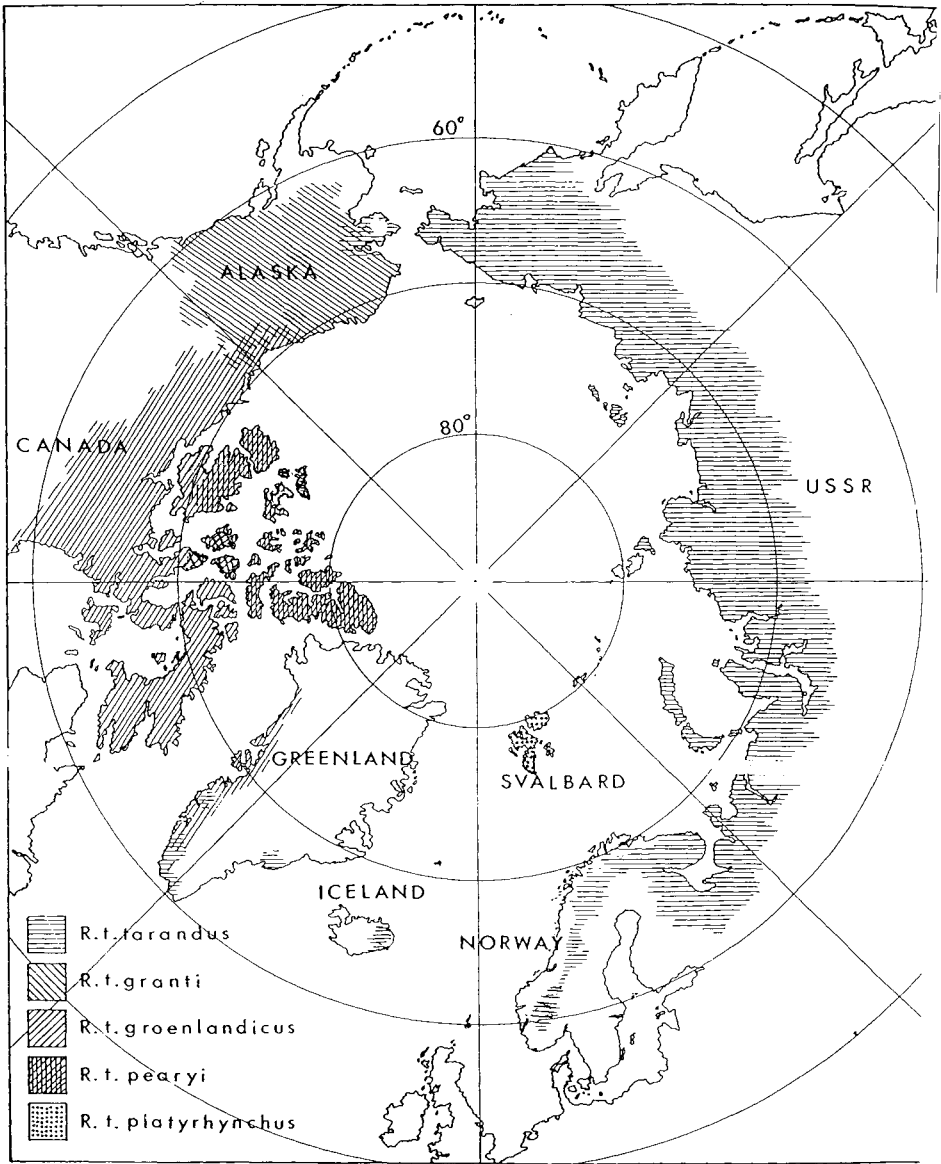 60°
ALASKA
80°
CANADA
USSR
GREENLAND
SVALBARD
ICELAND
NORWAY
R.t.tarandus
R.t.granti
R.t.groenlandicus
R.t. pearyi
R.t. platyrhynchus